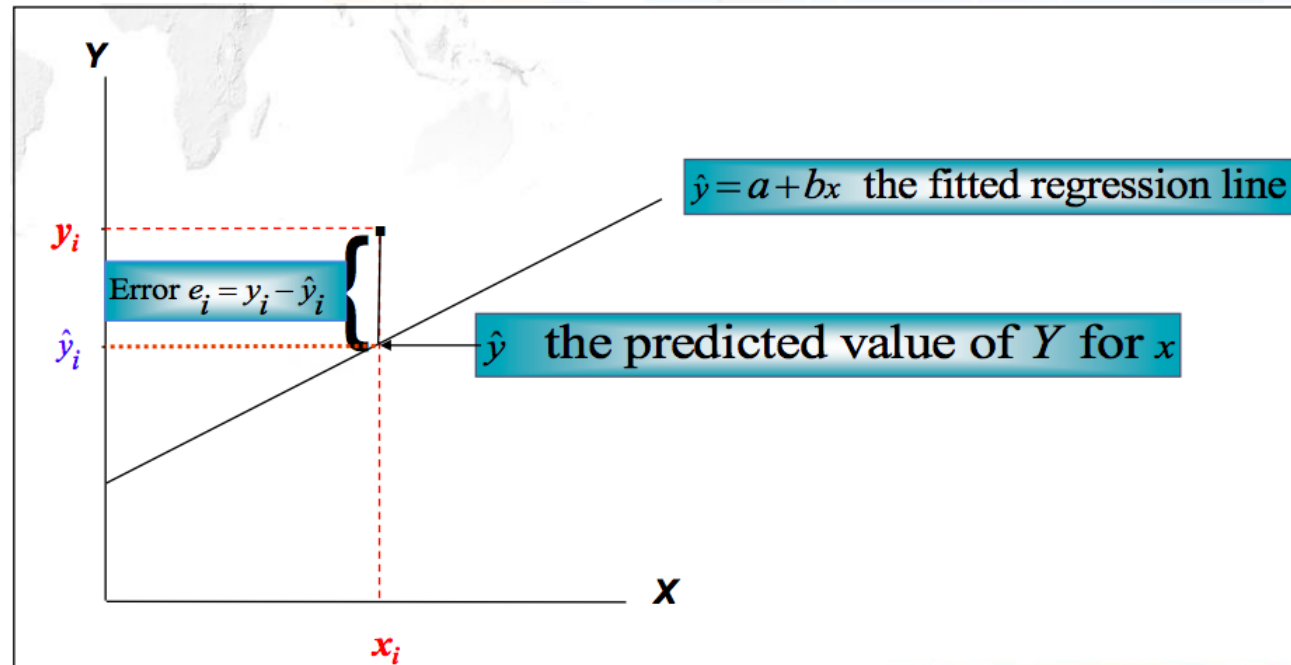 Y
ŷ = a + bx the fitted regression line
yᵢ
Error eᵢ = yᵢ − ŷᵢ
ŷᵢ
ŷ the predicted value of Y for x
X
xᵢ